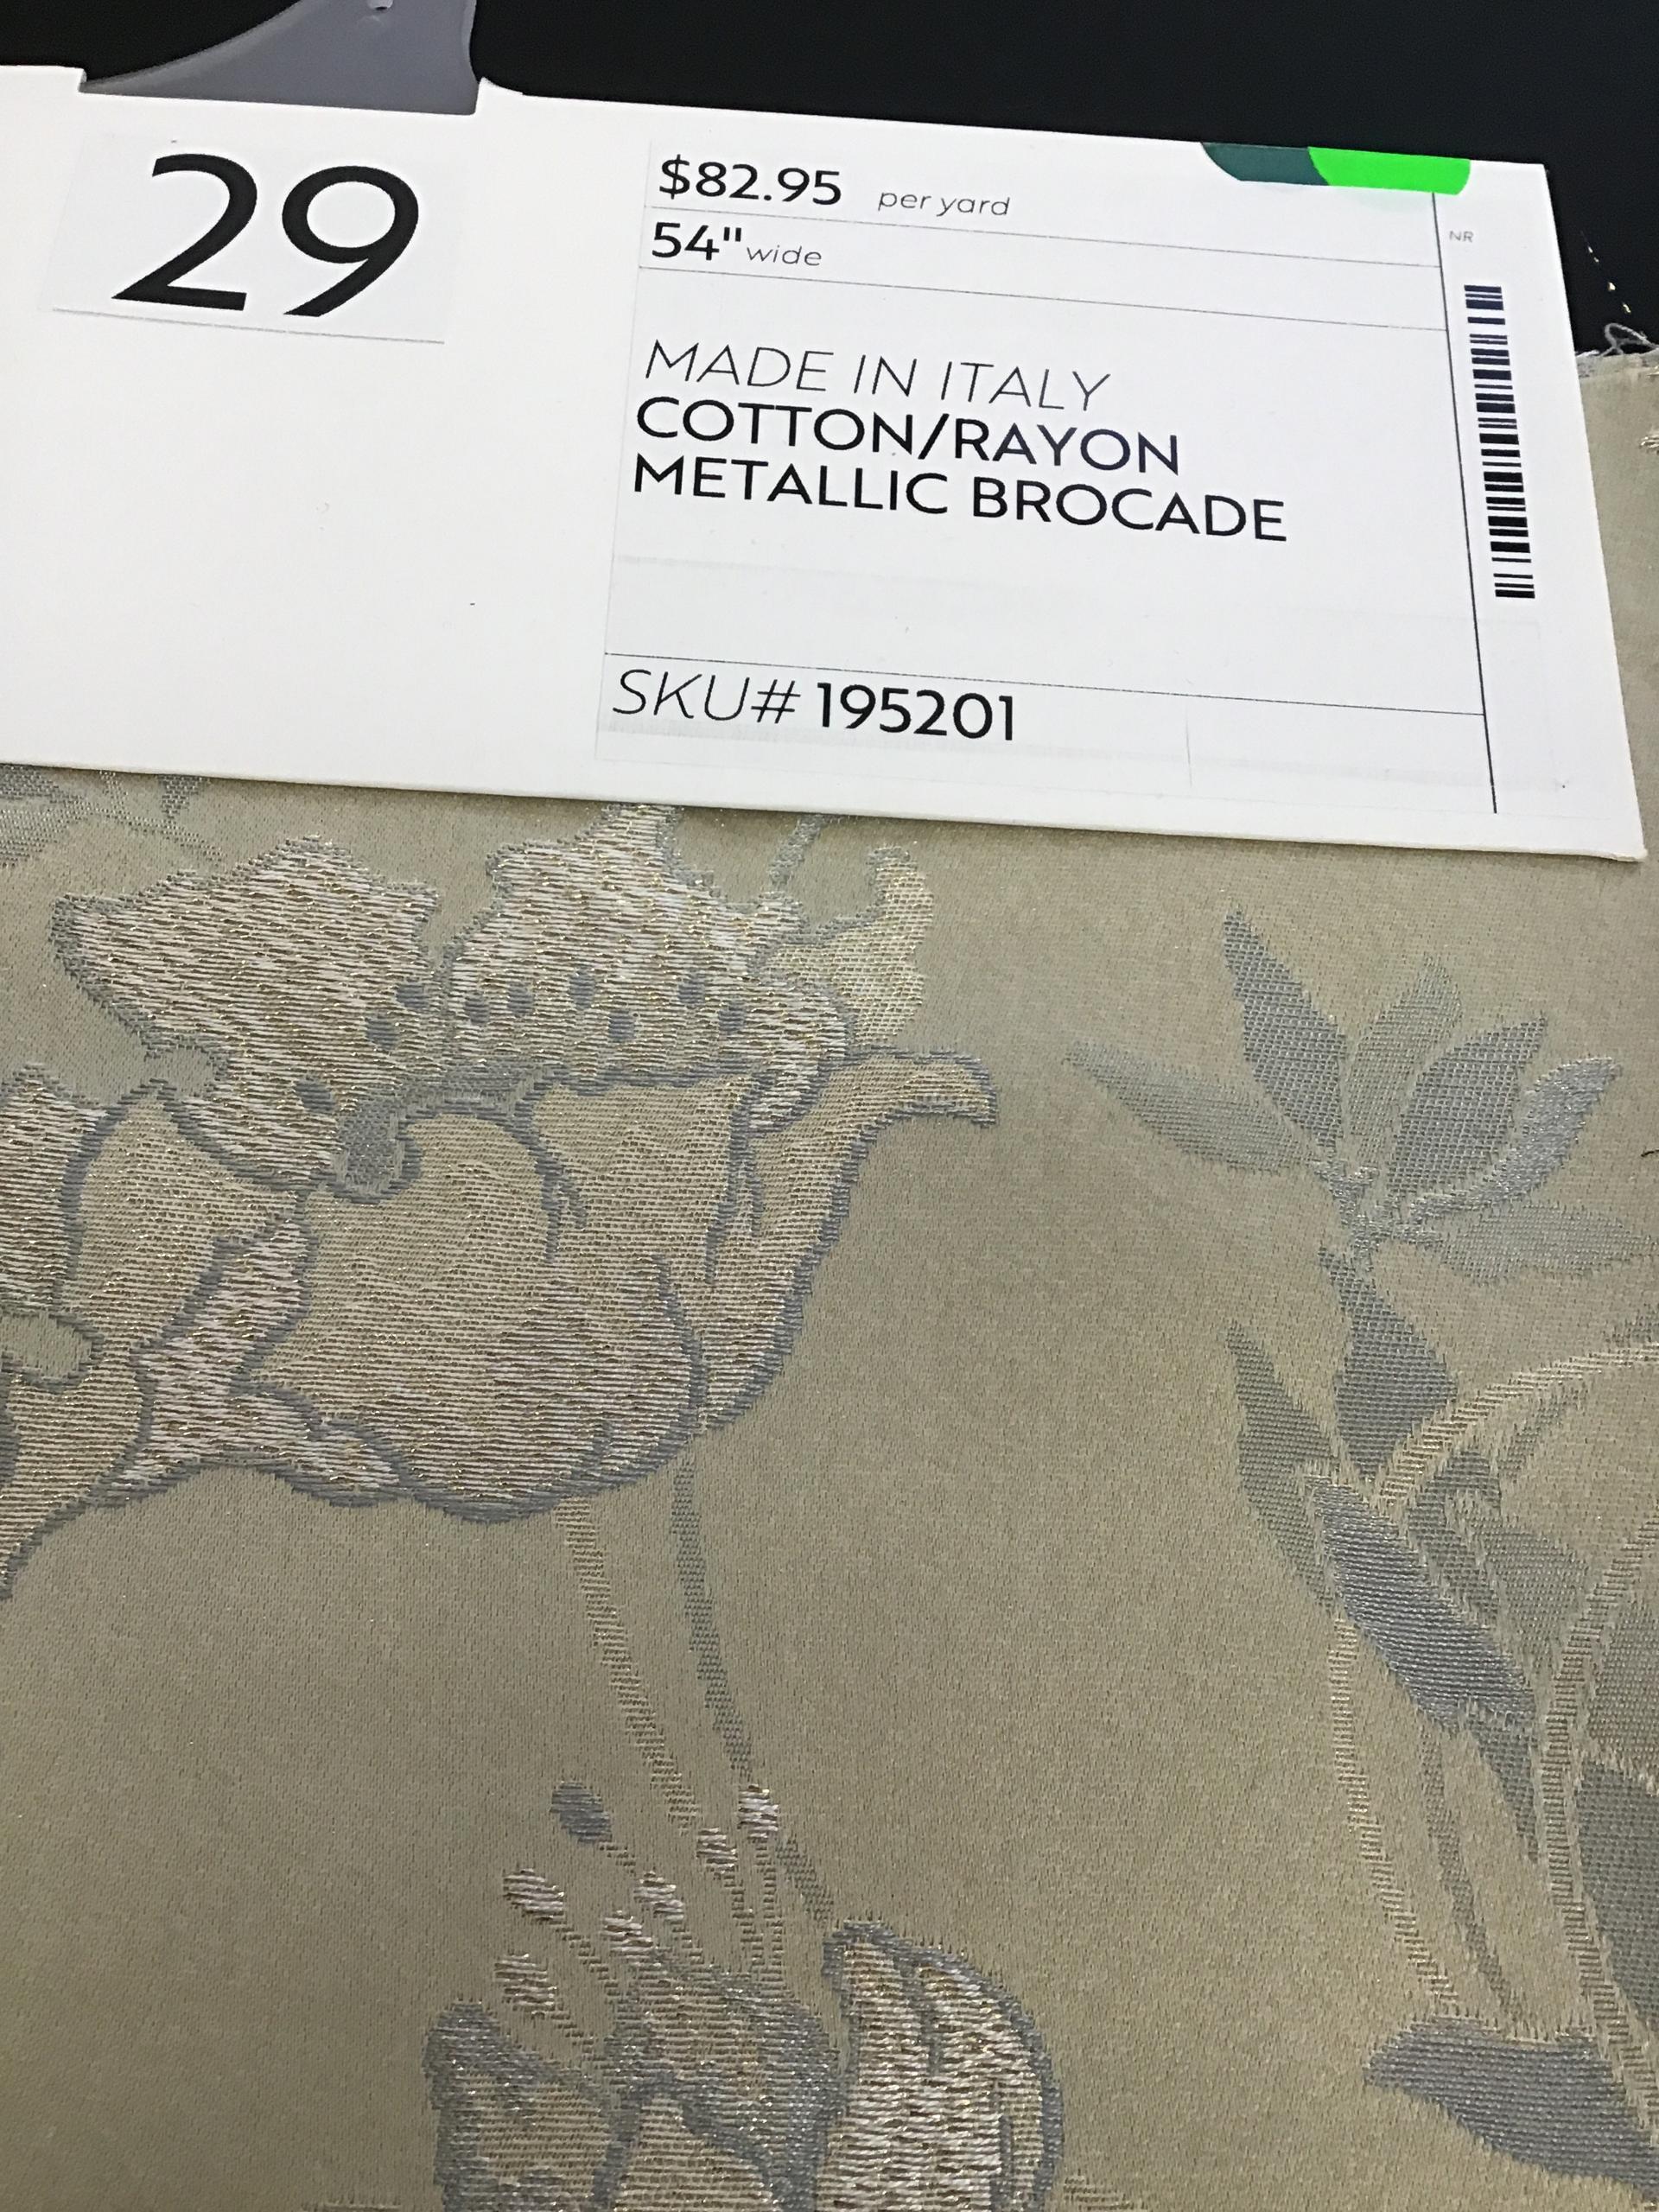 29
$82.95 per yard
54" wide
NR
MADE IN ITALY
COTTON/RAYON
METALLIC BROCADE
SKU# 195201